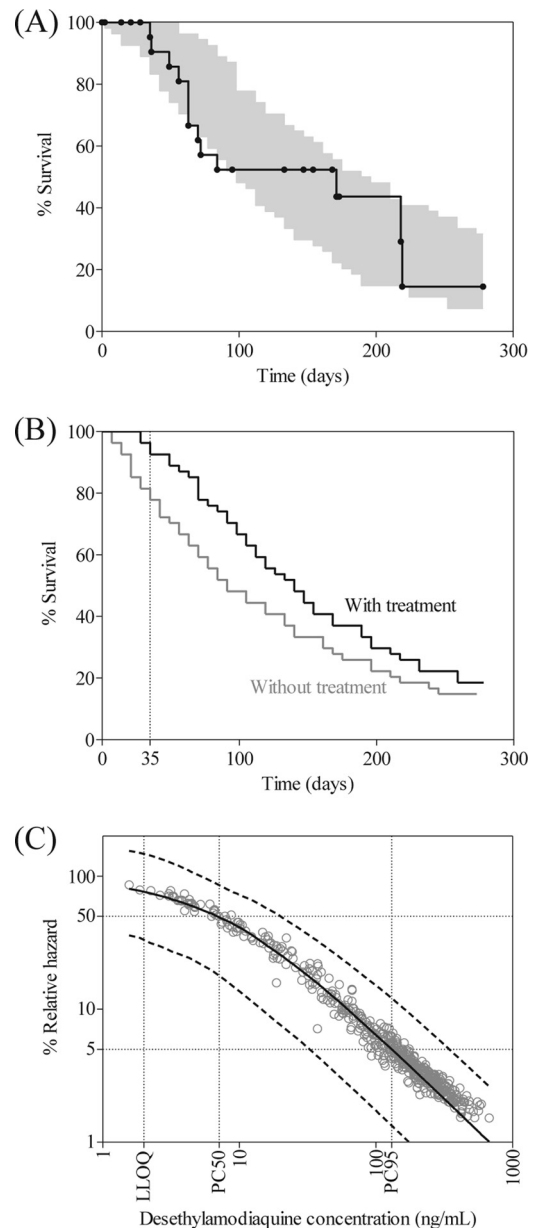 (A)
100
80
60
40
20
0
% Survival
0
100
200
300
Time (days)
(B)
100
80
60
40
20
0
% Survival
With treatment
Without treatment
0
35
100
200
300
Time (days)
(C)
100
50
10
5
1
% Relative hazard
1
LLOQ
PC50
10
100
PC95
1000
Desethylamodiaquine concentration (ng/mL)